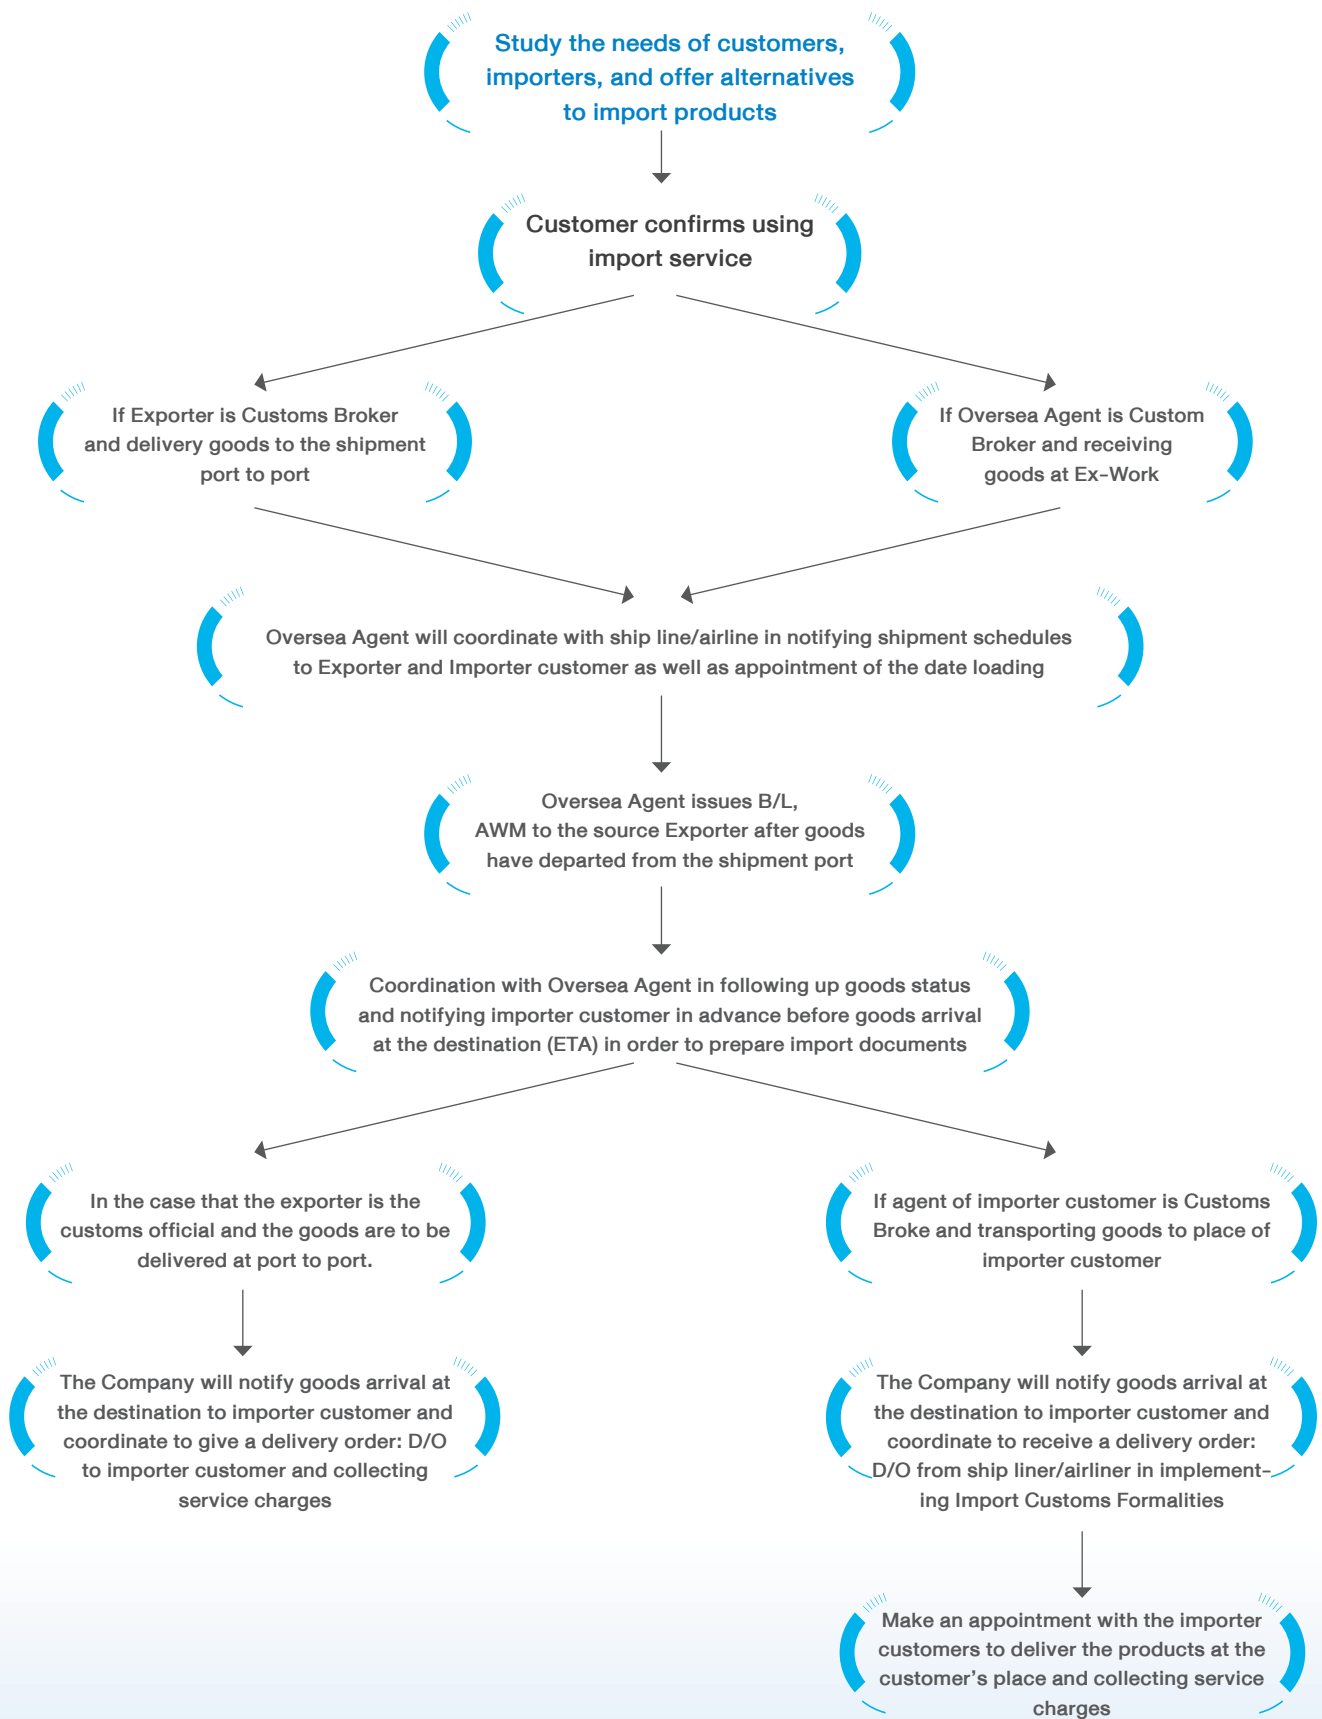 Study the needs of customers,
importers, and offer alternatives
to import products
Customer confirms using
import service
If Exporter is Customs Broker
and delivery goods to the shipment
port to port
If Oversea Agent is Custom
Broker and receiving
goods at Ex-Work
Oversea Agent will coordinate with ship line/airline in notifying shipment schedules
to Exporter and Importer customer as well as appointment of the date loading
Oversea Agent issues B/L,
AWM to the source Exporter after goods
have departed from the shipment port
Coordination with Oversea Agent in following up goods status
and notifying importer customer in advance before goods arrival
at the destination (ETA) in order to prepare import documents
In the case that the exporter is the
customs official and the goods are to be
delivered at port to port.
If agent of importer customer is Customs
Broke and transporting goods to place of
importer customer
The Company will notify goods arrival at
the destination to importer customer and
coordinate to give a delivery order: D/O
to importer customer and collecting
service charges
The Company will notify goods arrival at
the destination to importer customer and
coordinate to receive a delivery order:
D/O from ship liner/airliner in implement-
ing Import Customs Formalities
Make an appointment with the importer
customers to deliver the products at the
customer's place and collecting service
charges